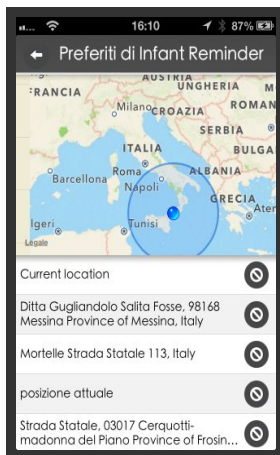 16:10
87%
Preferiti di Infant Reminder
AUSTRIA
UNGHERIA
M
FRANCIA
Milano
CROAZIA
ROMAN
SERBIA
ITALIA
BULGA
Roma
ALBANIA
Barcellona
Napoli
GRECIA
Ater
lgeri
Tunisi
Legale
Current location
Ditta Gugliandolo Salita Fosse, 98168
Messina Province of Messina, Italy
Mortelle Strada Statale 113, Italy
posizione attuale
Strada Statale, 03017 Cerquotti-
madonna del Piano Province of Frosin...